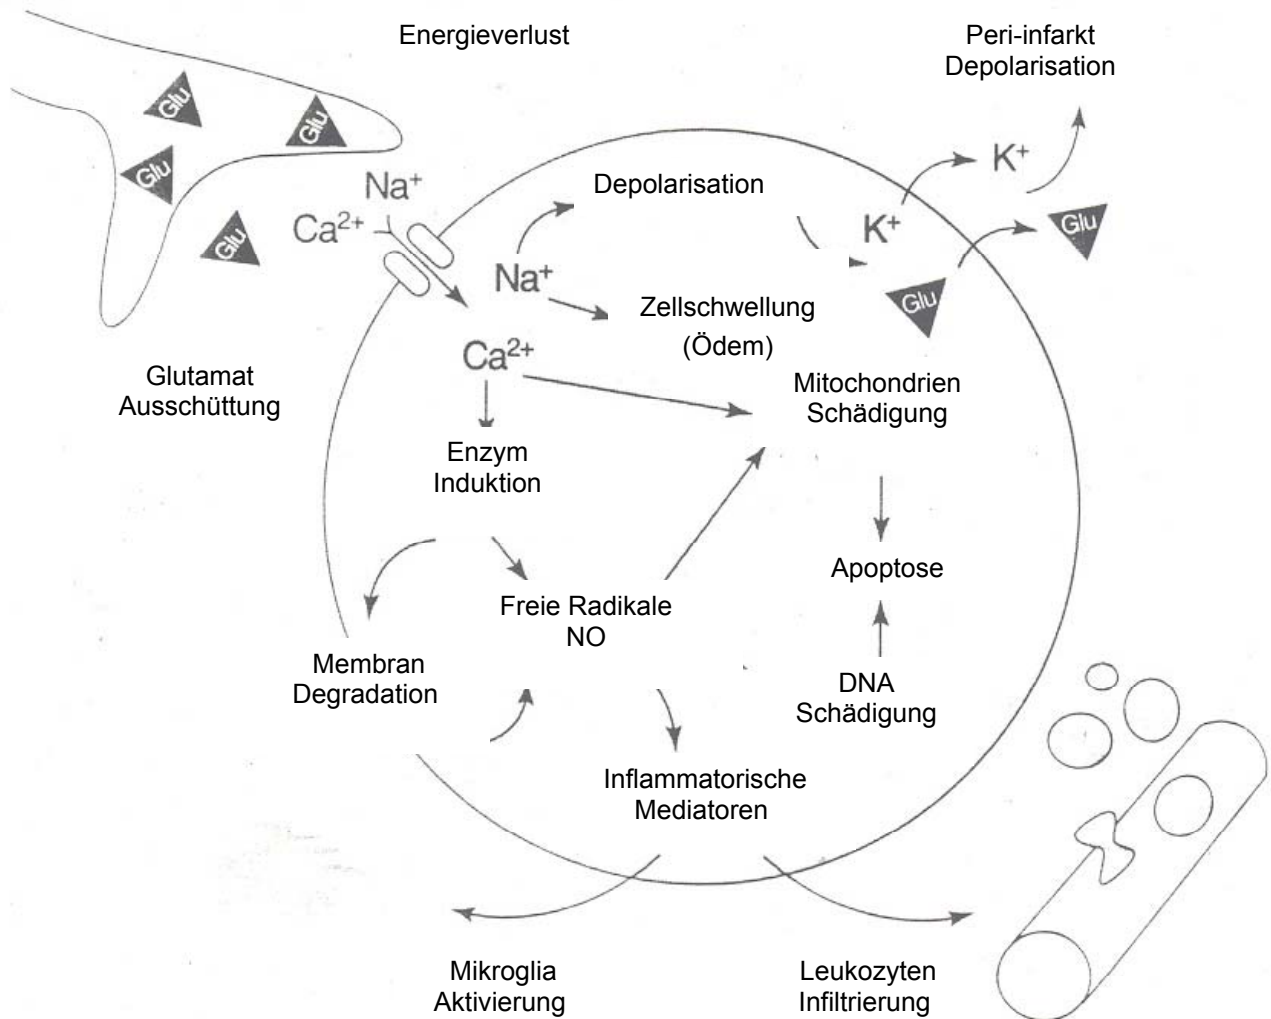 Energieverlust
Peri-infarkt
Depolarisation
Glu
Glu
Glu
Glu
Na⁺
Ca²⁺
Depolarisation
K⁺
K⁺
Glu
Glu
Na⁺
Zellschwellung
(Ödem)
Ca²⁺
Glutamat
Ausschüttung
Mitochondrien
Schädigung
Enzym
Induktion
Apoptose
Freie Radikale
NO
Membran
Degradation
DNA
Schädigung
Inflammatorische
Mediatoren
Mikroglia
Aktivierung
Leukozyten
Infiltrierung